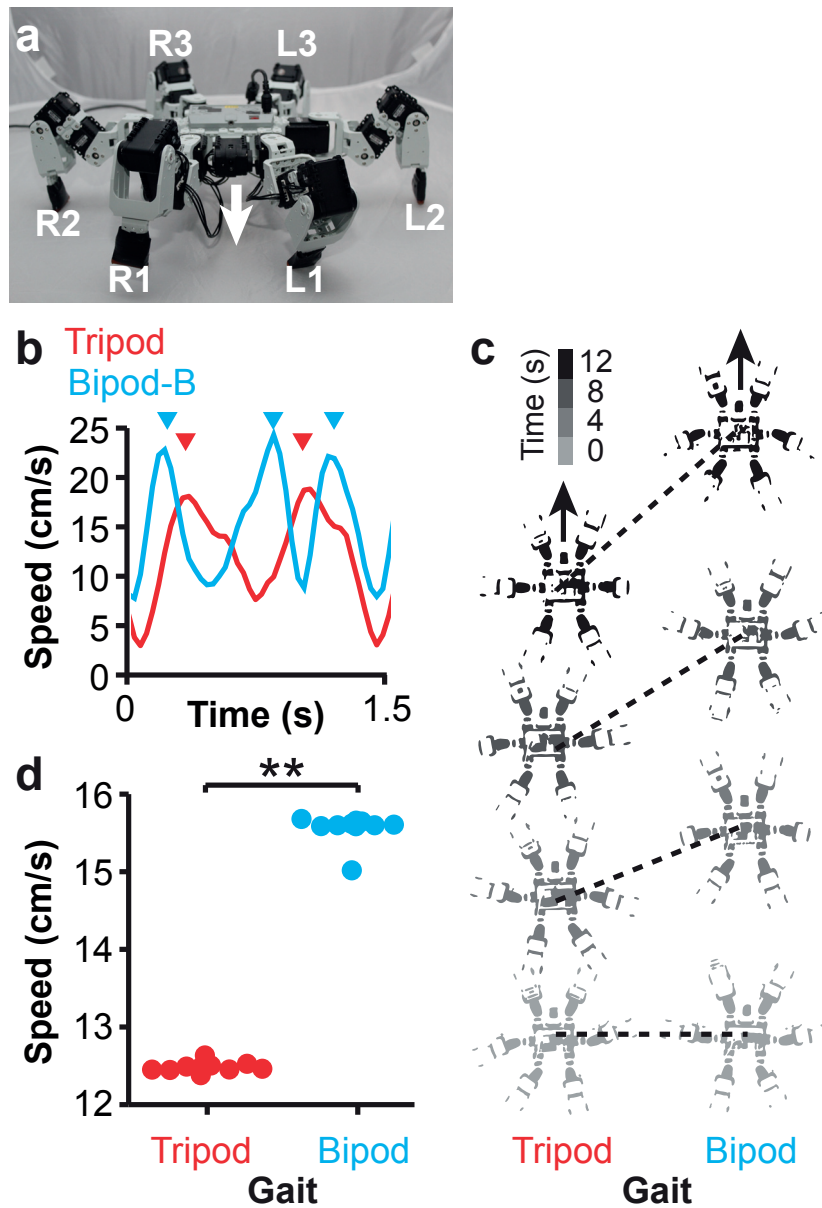 a
R3 L3
R2 L2
R1 L1
b
Tripod
Bipod-B
25
20
15
10
5
0
Speed (cm/s)
0 Time (s) 1.5
c
Time (s)
12
8
4
0
d
**
16
15
14
13
12
Speed (cm/s)
Tripod Bipod
Gait
Tripod Bipod
Gait